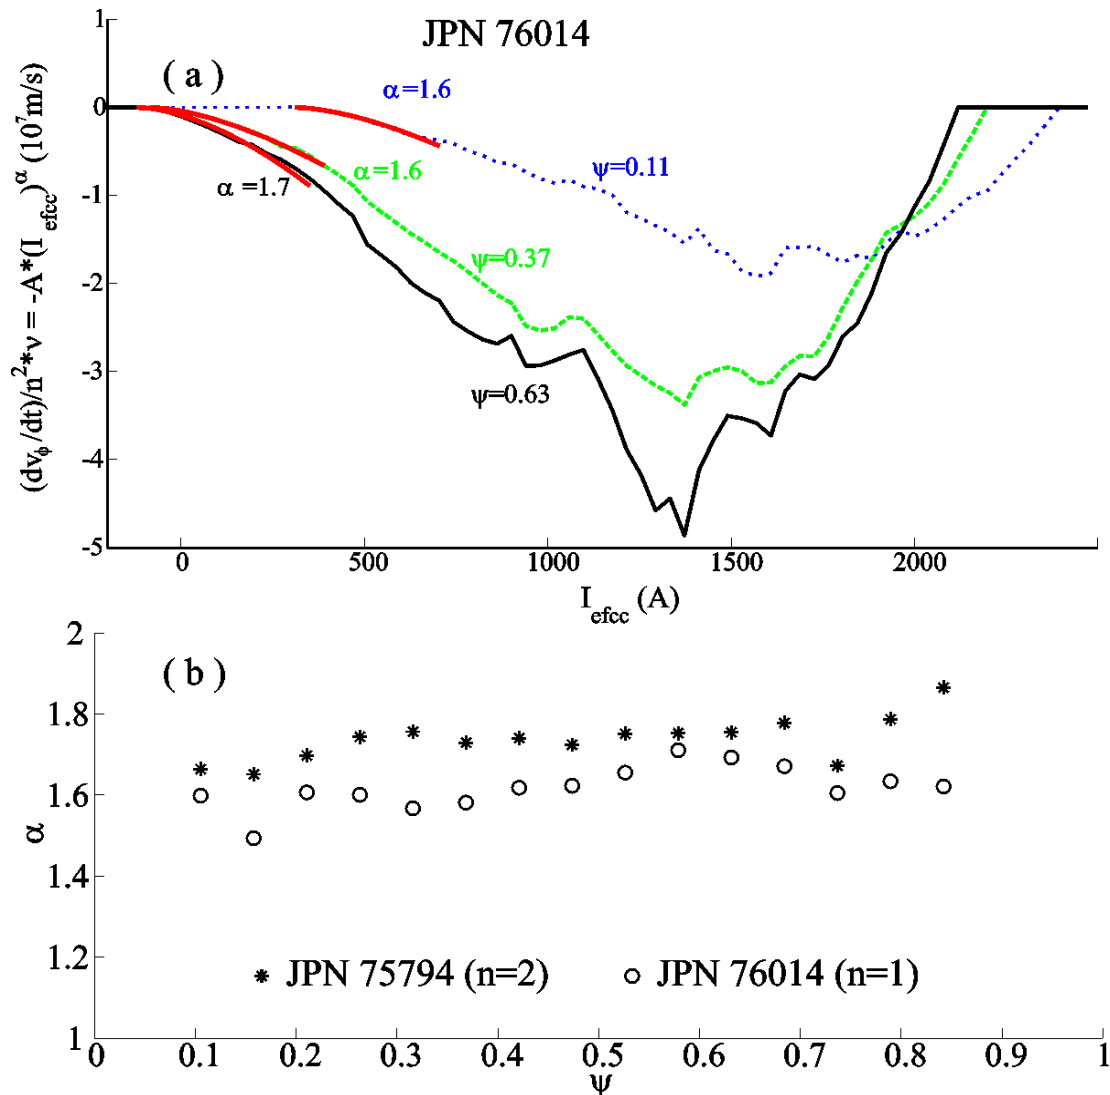 JPN 76014
( a )
(dvϕ/dt)/n²*ν = -A*(Iefcc)^α (10⁷m/s)
1
0
-1
-2
-3
-4
-5
α=1.6
α=1.6
α=1.7
ψ=0.11
ψ=0.37
ψ=0.63
0 500 1000 1500 2000
Iefcc (A)
( b )
α
2
1.8
1.6
1.4
1.2
1
JPN 75794 (n=2) JPN 76014 (n=1)
0 0.1 0.2 0.3 0.4 0.5 0.6 0.7 0.8 0.9 1
ψ